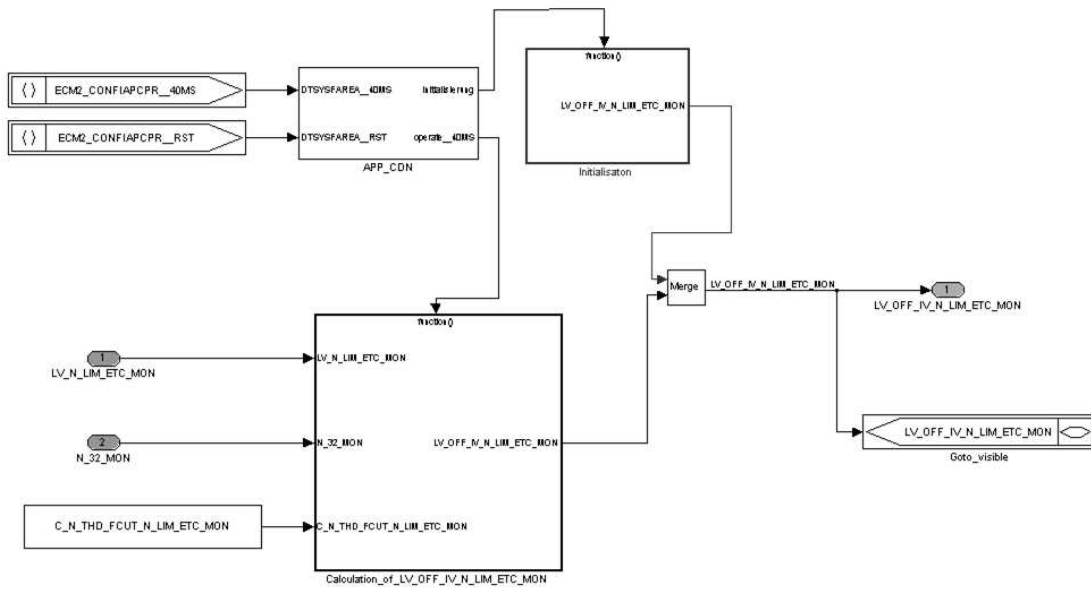 function()
LV_OFF_IV_N_LIM_ETC_MON
Initialisaton
ECM2_CONFIAPCPR__40MS
ECM2_CONFIAPCPR__RST
DTSYSFAREA__40MS
Initialisierung
DTSYSFAREA__RST
operate__40MS
APP_CDN
Merge
LV_OFF_IV_N_LIM_ETC_MON
1
LV_OFF_IV_N_LIM_ETC_MON
function()
1
LV_N_LIM_ETC_MON
LV_N_LIM_ETC_MON
2
N_32_MON
N_32_MON
LV_OFF_IV_N_LIM_ETC_MON
LV_OFF_IV_N_LIM_ETC_MON
Goto_visible
C_N_THD_FCUT_N_LIM_ETC_MON
C_N_THD_FCUT_N_LIM_ETC_MON
Calculation_of_LV_OFF_IV_N_LIM_ETC_MON